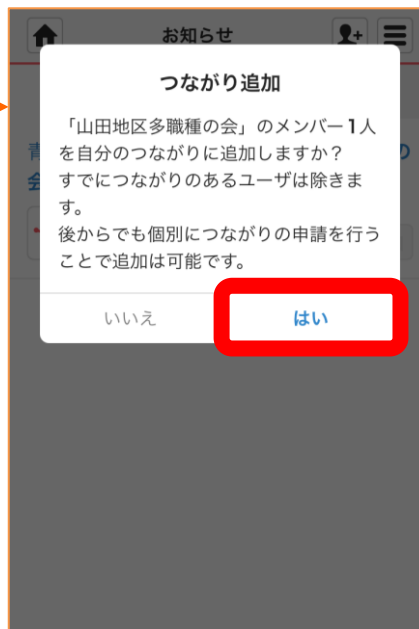 お知らせ
つながり追加
「山田地区多職種の会」のメンバー1人
を自分のつながりに追加しますか？
すでにつながりのあるユーザは除きま
す。
後からでも個別につながりの申請を行う
ことで追加は可能です。
いいえ
はい